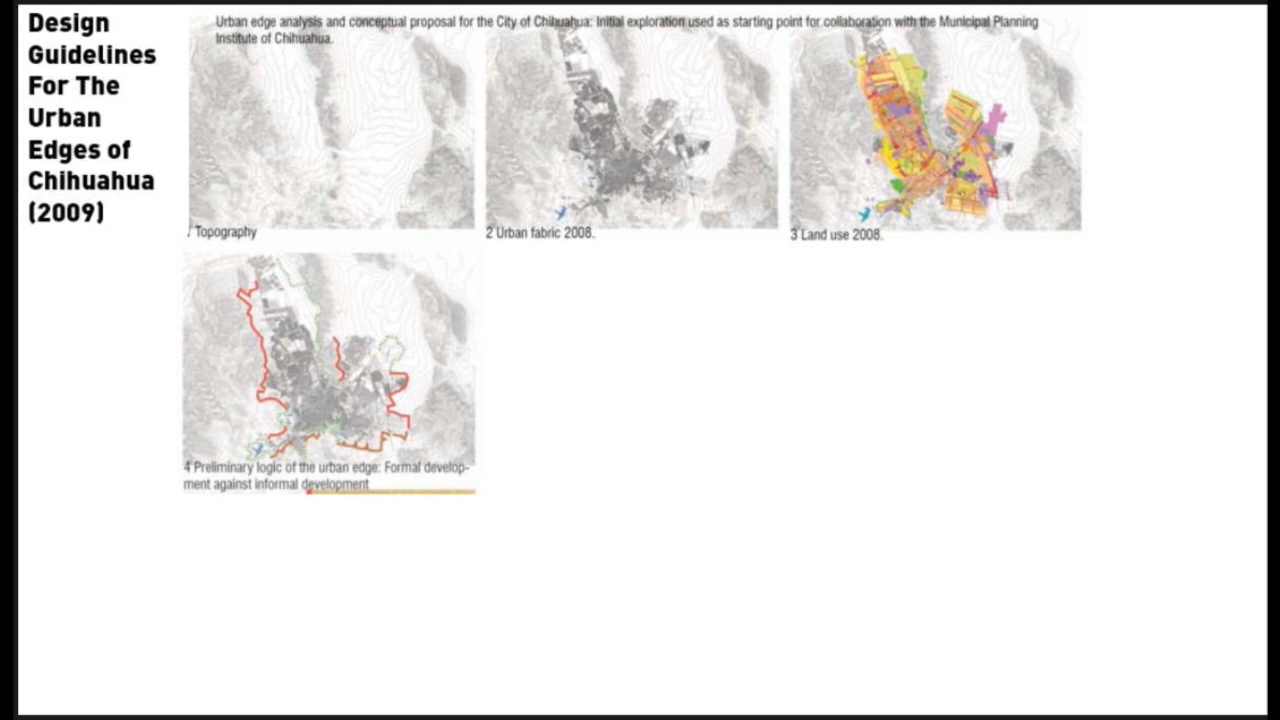 Design
Guidelines
For The
Urban
Edges of
Chihuahua
(2009)
Urban edge analysis and conceptual proposal for the City of Chihuahua: Initial exploration used as starting point for collaboration with the Municipal Planning
Institute of Chihuahua.
Topography
2 Urban fabric 2008.
3 Land use 2008.
4 Preliminary logic of the urban edge: Formal develop-
ment against informal development